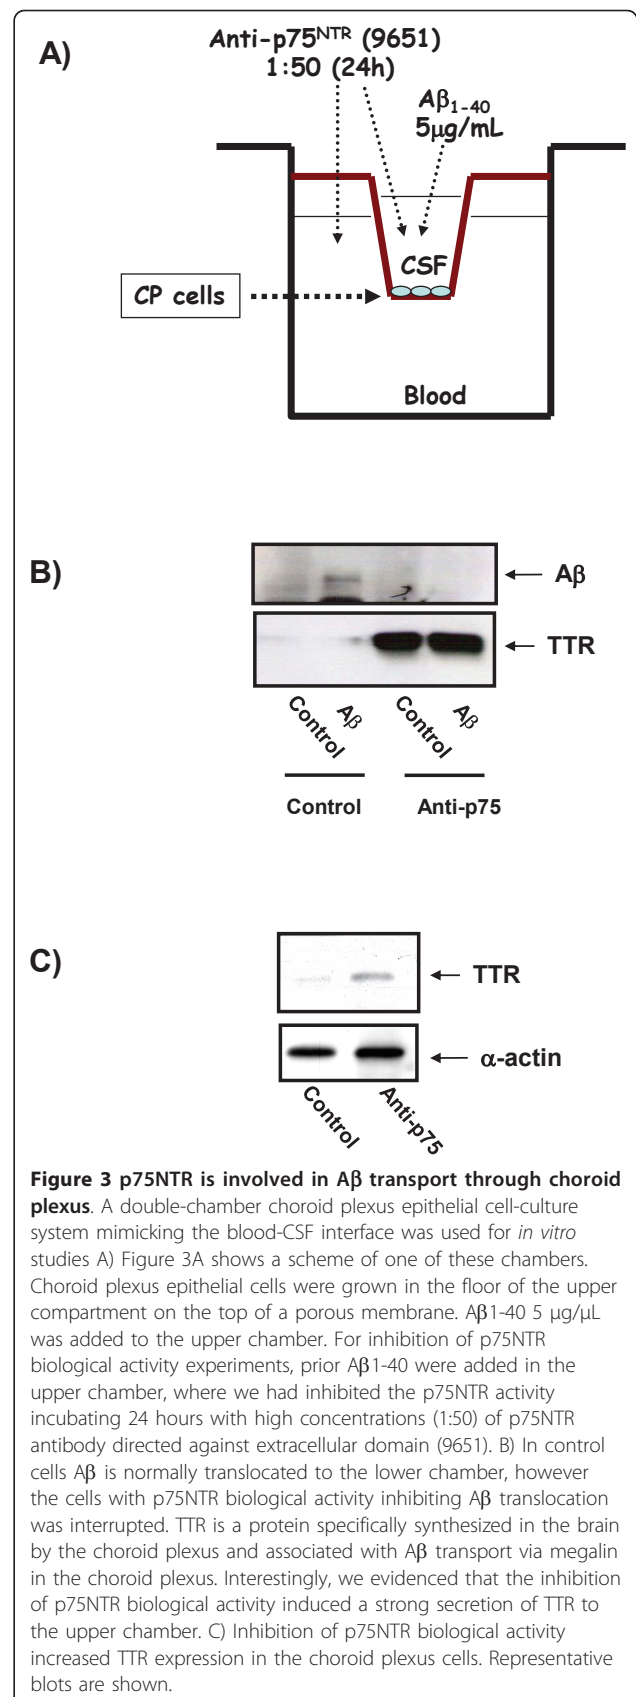 A)
Anti-p75NTR (9651)
1:50 (24h)
Aβ1-40
5μg/mL
CSF
CP cells
Blood
B)
Aβ
TTR
Control
Aβ
Control
Aβ
Control
Anti-p75
C)
TTR
α-actin
Control
Anti-p75
Figure 3 p75NTR is involved in Aβ transport through choroid
plexus. A double-chamber choroid plexus epithelial cell-culture
system mimicking the blood-CSF interface was used for in vitro
studies A) Figure 3A shows a scheme of one of these chambers.
Choroid plexus epithelial cells were grown in the floor of the upper
compartment on the top of a porous membrane. Aβ1-40 5 μg/μL
was added to the upper chamber. For inhibition of p75NTR
biological activity experiments, prior Aβ1-40 were added in the
upper chamber, where we had inhibited the p75NTR activity
incubating 24 hours with high concentrations (1:50) of p75NTR
antibody directed against extracellular domain (9651). B) In control
cells Aβ is normally translocated to the lower chamber, however
the cells with p75NTR biological activity inhibiting Aβ translocation
was interrupted. TTR is a protein specifically synthesized in the brain
by the choroid plexus and associated with Aβ transport via megalin
in the choroid plexus. Interestingly, we evidenced that the inhibition
of p75NTR biological activity induced a strong secretion of TTR to
the upper chamber. C) Inhibition of p75NTR biological activity
increased TTR expression in the choroid plexus cells. Representative
blots are shown.